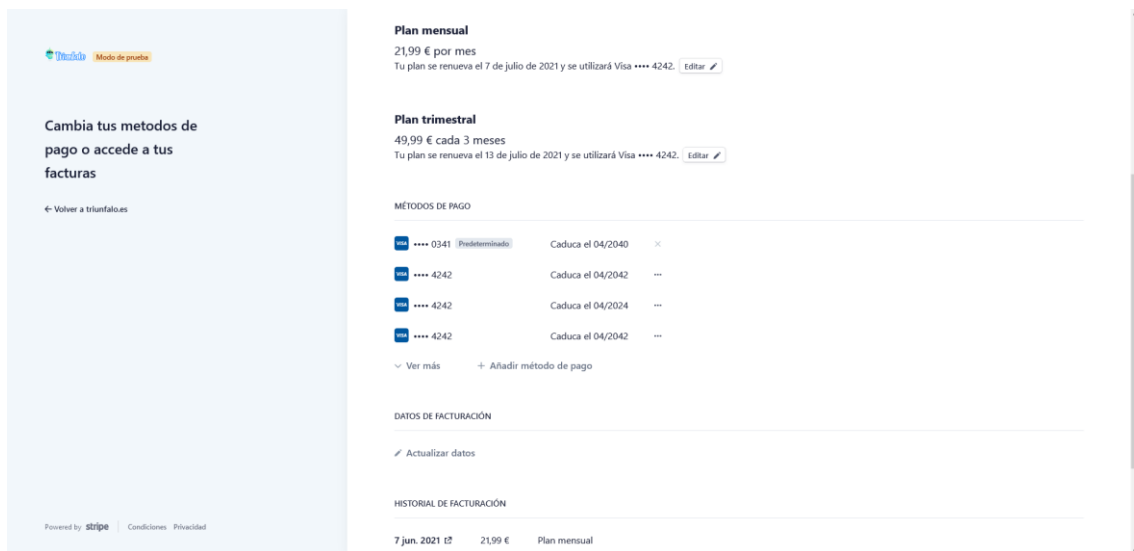 Triunfalo Modo de prueba
Cambia tus metodos de
pago o accede a tus
facturas
← Volver a triunfalo.es
Powered by stripe Condiciones Privacidad
Plan mensual
21,99 € por mes
Tu plan se renueva el 7 de julio de 2021 y se utilizará Visa •••• 4242. Editar
Plan trimestral
49,99 € cada 3 meses
Tu plan se renueva el 13 de julio de 2021 y se utilizará Visa •••• 4242. Editar
MÉTODOS DE PAGO
VISA •••• 0341 Predeterminado Caduca el 04/2040 ×
VISA •••• 4242 Caduca el 04/2042 •••
VISA •••• 4242 Caduca el 04/2024 •••
VISA •••• 4242 Caduca el 04/2042 •••
Ver más + Añadir método de pago
DATOS DE FACTURACIÓN
Actualizar datos
HISTORIAL DE FACTURACIÓN
7 jun. 2021 21,99 € Plan mensual